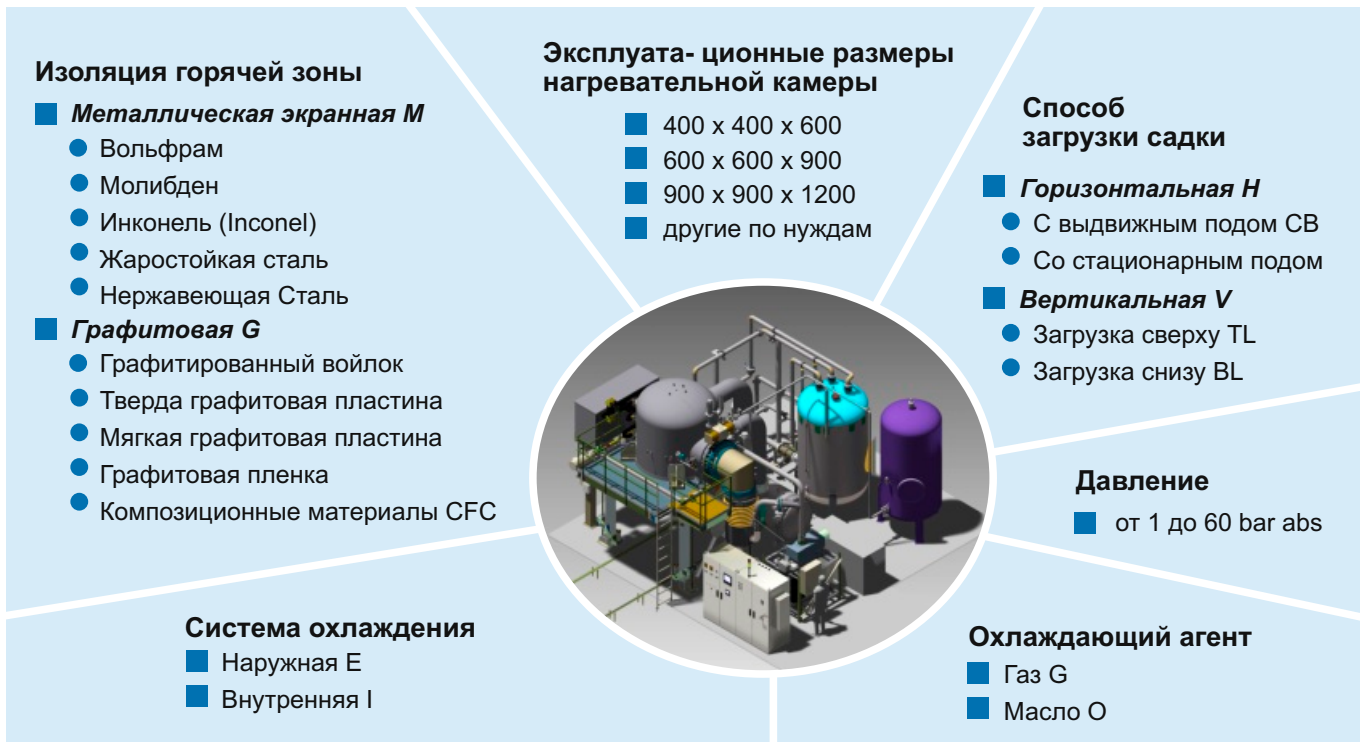 Изоляция горячей зоны
Металлическая экранная M
Вольфрам
Молибден
Инконель (Inconel)
Жаростойкая сталь
Нержавеющая Сталь
Графитовая G
Графитированный войлок
Тверда графитовая пластина
Мягкая графитовая пластина
Графитовая пленка
Композиционные материалы CFC
Эксплуата- ционные размеры
нагревательной камеры
400 x 400 x 600
600 x 600 x 900
900 x 900 x 1200
другие по нуждам
Способ
загрузки садки
Горизонтальная H
С выдвижным подом CB
Со стационарным подом
Вертикальная V
Загрузка сверху TL
Загрузка снизу BL
Давление
от 1 до 60 bar abs
Система охлаждения
Наружная E
Внутренняя I
Охлаждающий агент
Газ G
Масло O